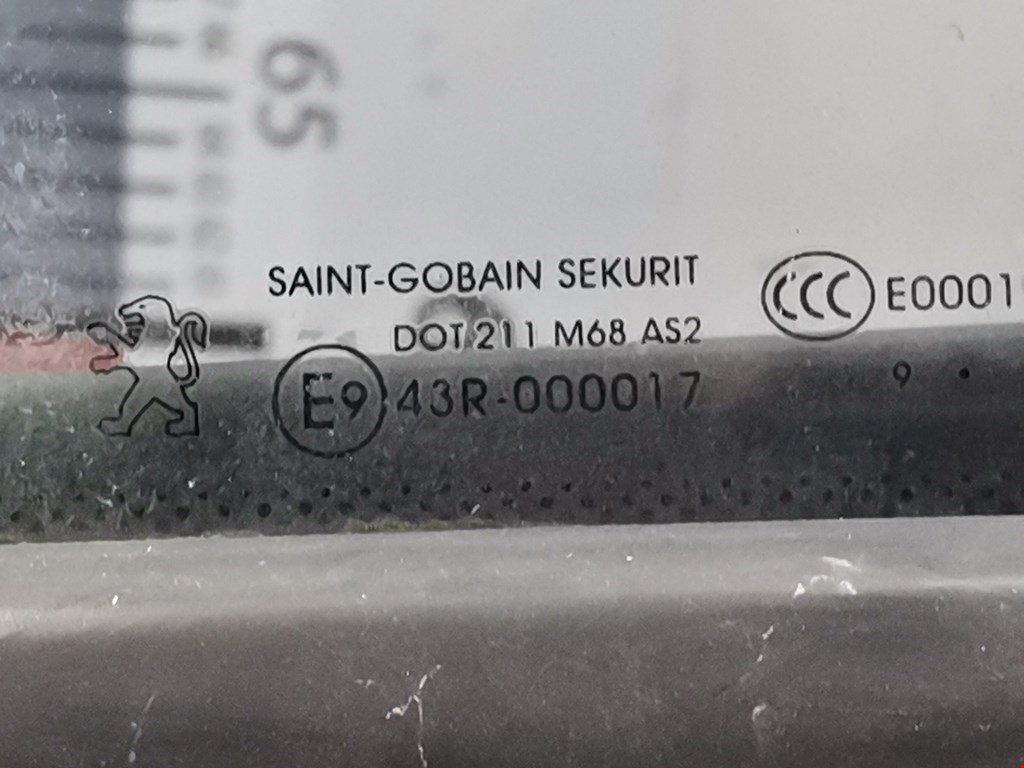 65
SAINT-GOBAIN SEKURIT
DOT 211 M68 AS2
E9 43R-000017
CCC E0001
9 .